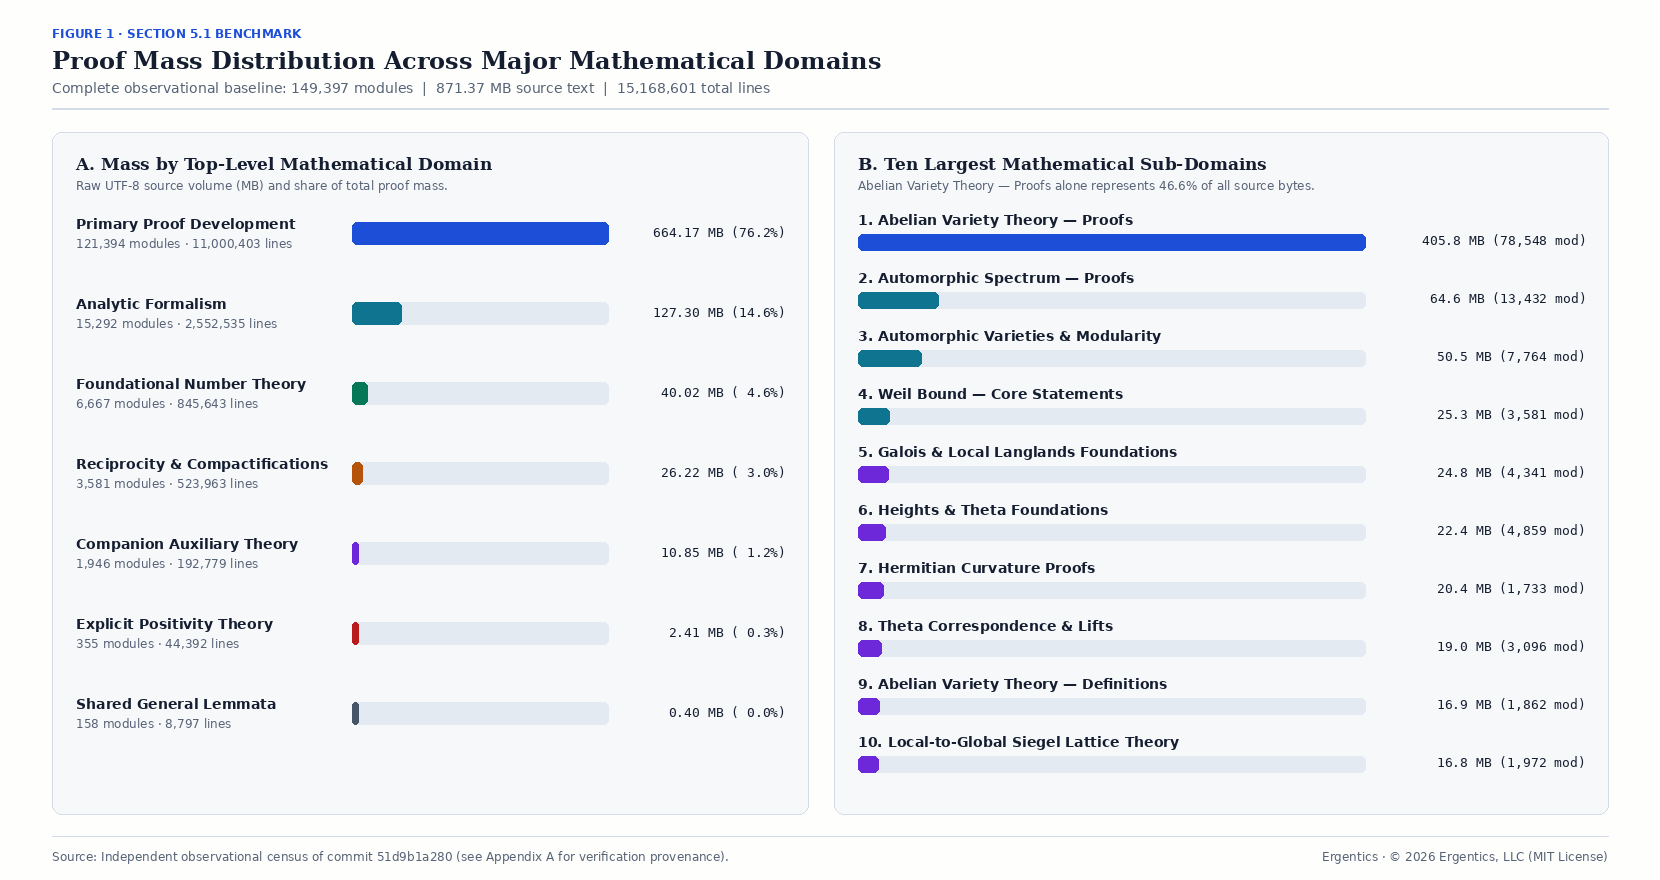 FIGURE 1 · SECTION 5.1 BENCHMARK
Proof Mass Distribution Across Major Mathematical Domains
Complete observational baseline: 149,397 modules | 871.37 MB source text | 15,168,601 total lines
A. Mass by Top-Level Mathematical Domain
Raw UTF-8 source volume (MB) and share of total proof mass.
Primary Proof Development
121,394 modules · 11,000,403 lines
664.17 MB (76.2%)
Analytic Formalism
15,292 modules · 2,552,535 lines
127.30 MB (14.6%)
Foundational Number Theory
6,667 modules · 845,643 lines
40.02 MB ( 4.6%)
Reciprocity & Compactifications
3,581 modules · 523,963 lines
26.22 MB ( 3.0%)
Companion Auxiliary Theory
1,946 modules · 192,779 lines
10.85 MB ( 1.2%)
Explicit Positivity Theory
355 modules · 44,392 lines
2.41 MB ( 0.3%)
Shared General Lemmata
158 modules · 8,797 lines
0.40 MB ( 0.0%)
B. Ten Largest Mathematical Sub-Domains
Abelian Variety Theory — Proofs alone represents 46.6% of all source bytes.
1. Abelian Variety Theory — Proofs
405.8 MB (78,548 mod)
2. Automorphic Spectrum — Proofs
64.6 MB (13,432 mod)
3. Automorphic Varieties & Modularity
50.5 MB (7,764 mod)
4. Weil Bound — Core Statements
25.3 MB (3,581 mod)
5. Galois & Local Langlands Foundations
24.8 MB (4,341 mod)
6. Heights & Theta Foundations
22.4 MB (4,859 mod)
7. Hermitian Curvature Proofs
20.4 MB (1,733 mod)
8. Theta Correspondence & Lifts
19.0 MB (3,096 mod)
9. Abelian Variety Theory — Definitions
16.9 MB (1,862 mod)
10. Local-to-Global Siegel Lattice Theory
16.8 MB (1,972 mod)
Source: Independent observational census of commit 51d9b1a280 (see Appendix A for verification provenance).
Ergentics · © 2026 Ergentics, LLC (MIT License)